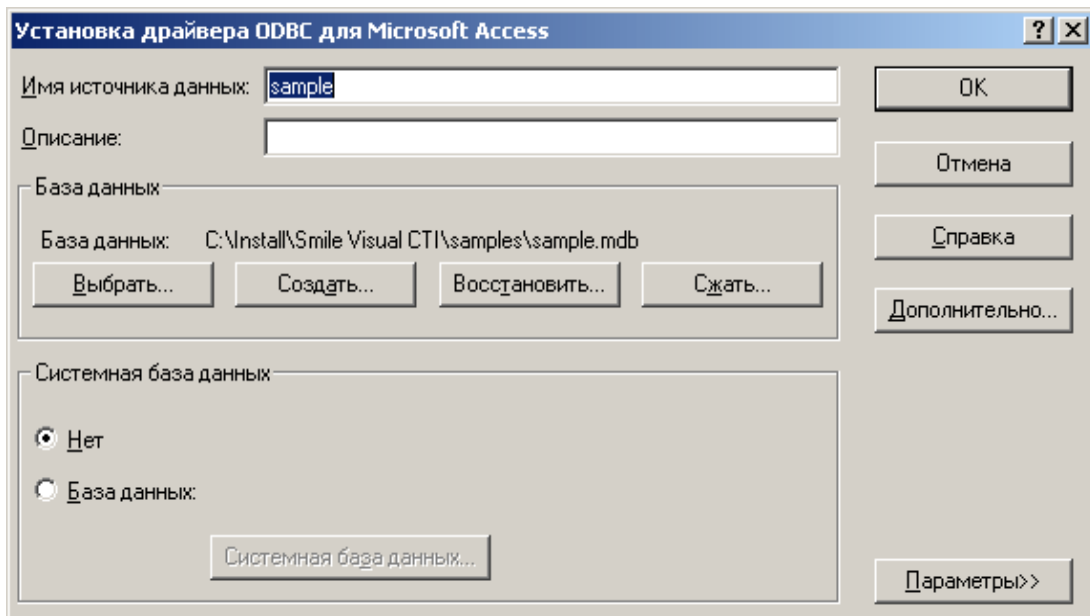 Установка драйвера ODBC для Microsoft Access
Имя источника данных: sample
OK
Описание:
Отмена
База данных
База данных: C:\Install\Smile Visual CTI\samples\sample.mdb
Справка
Выбрать... Создать... Восстановить... Сжать...
Дополнительно...
Системная база данных
Нет
База данных:
Системная база данных...
Параметры>>